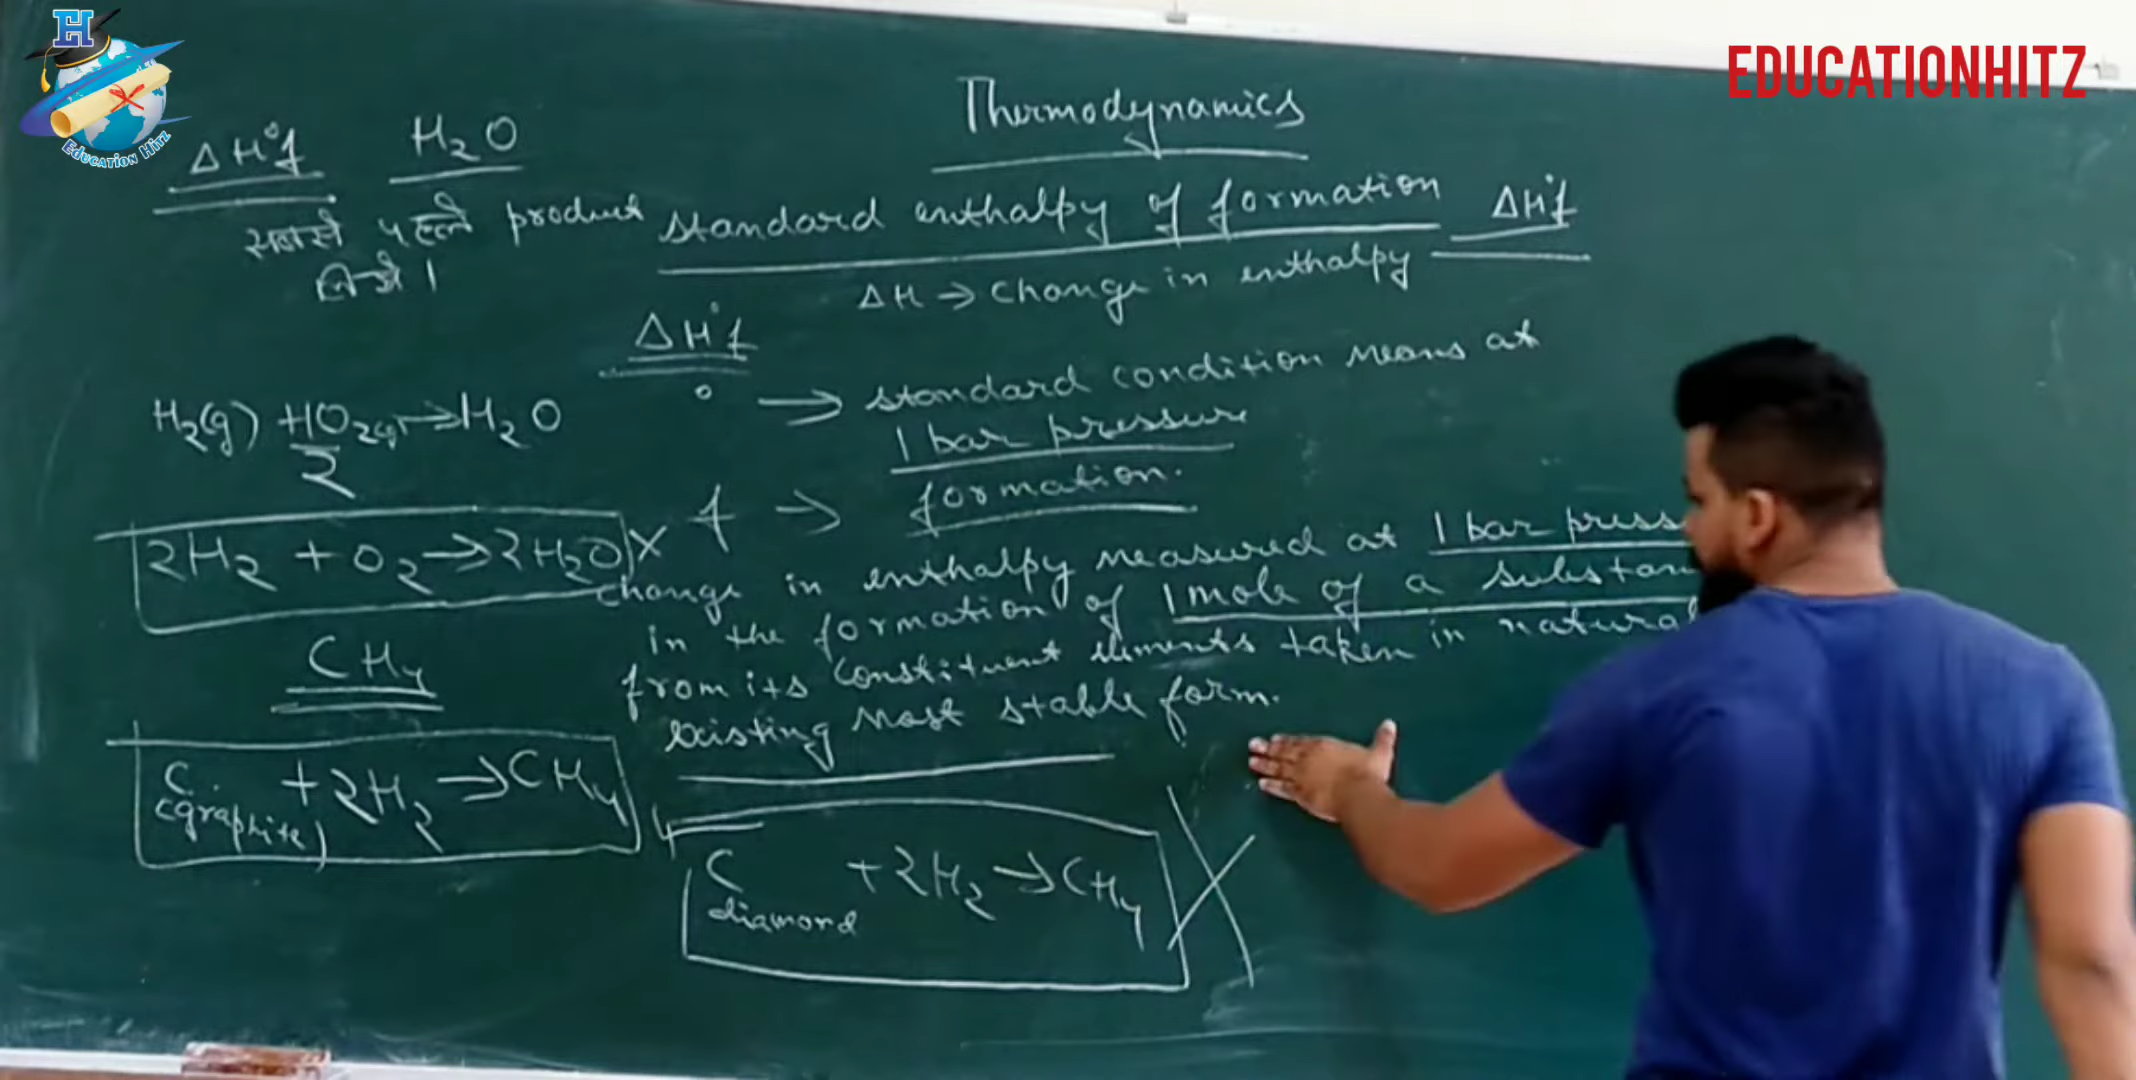 EDUCATIONHITZ
EH
Education Hitz
Thermodynamics
ΔH°f H₂O
सबसे पहले product
standard enthalpy of formation ΔH°f
ΔH → change in enthalpy
ΔH°f
° → standard condition means at
1 bar pressure
f → formation.
change in enthalpy measured at 1 bar press
in the formation of 1 mole of a substan
from its constituent elements taken in natural
existing most stable form.
H₂(g) + 1/2 O₂(g) → H₂O
2H₂ + O₂ → 2H₂O ×
CH₄
C (graphite) + 2H₂ → CH₄
C diamond + 2H₂ → CH₄